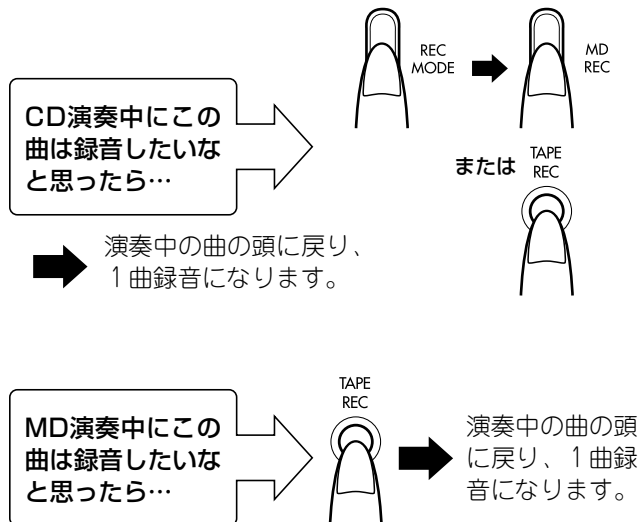 CD演奏中にこの
曲は録音したいな
と思ったら…
REC
MODE
MD
REC
または
TAPE
REC
演奏中の曲の頭に戻り、
1曲録音になります。
MD演奏中にこの
曲は録音したいな
と思ったら…
TAPE
REC
演奏中の曲の頭
に戻り、1曲録
音になります。